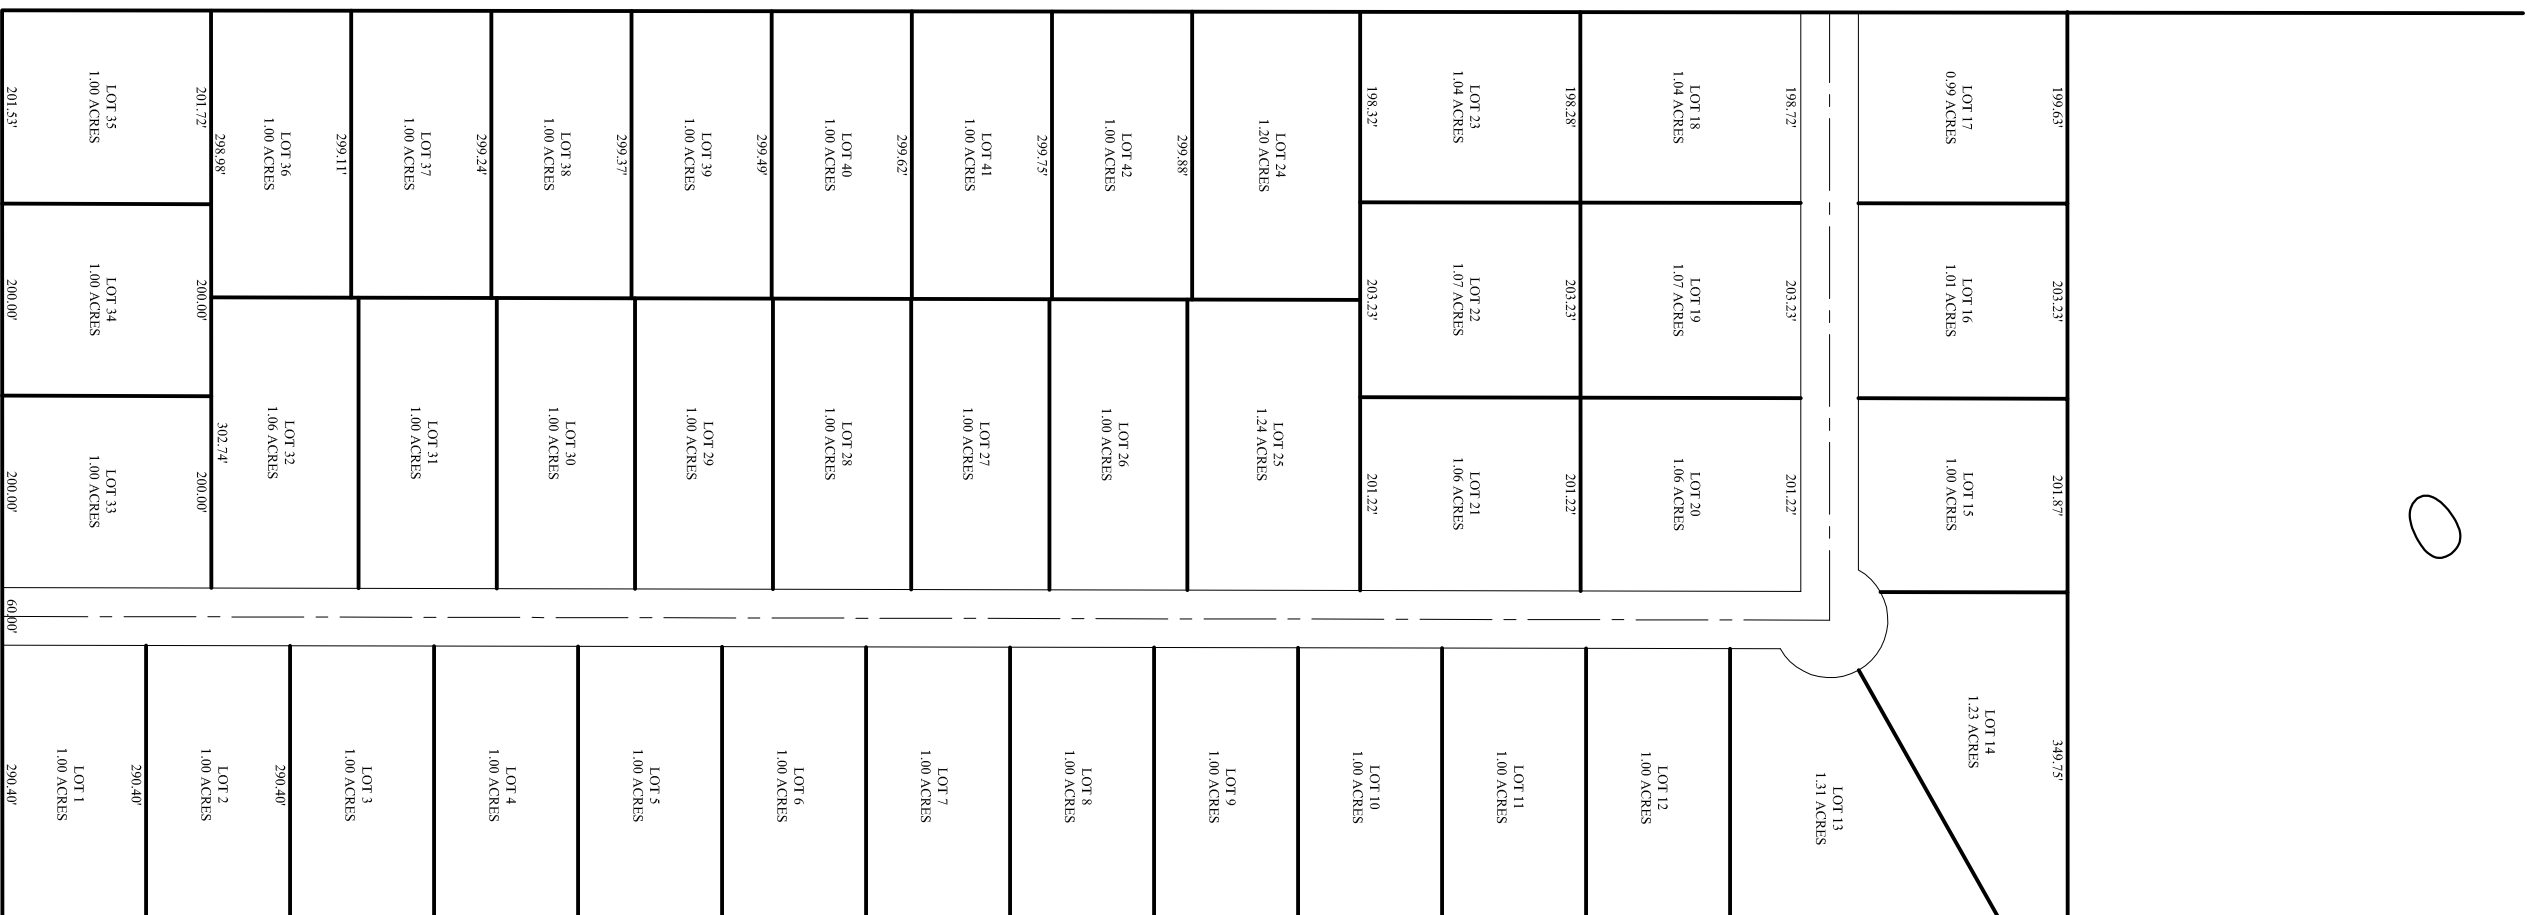 LOT 35
1.00 ACRES
201.53'
201.72'
LOT 36
1.00 ACRES
298.98'
299.11'
LOT 37
1.00 ACRES
299.24'
LOT 38
1.00 ACRES
299.37'
LOT 39
1.00 ACRES
299.49'
LOT 40
1.00 ACRES
299.62'
LOT 41
1.00 ACRES
299.75'
LOT 42
1.00 ACRES
299.88'
LOT 24
1.20 ACRES
198.32'
LOT 23
1.04 ACRES
198.28'
LOT 18
1.04 ACRES
198.72'
LOT 17
0.99 ACRES
199.63'
LOT 34
1.00 ACRES
200.00'
200.00'
203.23'
LOT 22
1.07 ACRES
203.23'
LOT 19
1.07 ACRES
203.23'
LOT 16
1.01 ACRES
203.23'
LOT 33
1.00 ACRES
200.00'
200.00'
LOT 32
1.06 ACRES
302.74'
LOT 31
1.00 ACRES
LOT 30
1.00 ACRES
LOT 29
1.00 ACRES
LOT 28
1.00 ACRES
LOT 27
1.00 ACRES
LOT 26
1.00 ACRES
LOT 25
1.24 ACRES
201.22'
LOT 21
1.06 ACRES
201.22'
LOT 20
1.06 ACRES
201.22'
LOT 15
1.00 ACRES
201.87'
60.00'
LOT 1
1.00 ACRES
290.40'
290.40'
LOT 2
1.00 ACRES
290.40'
LOT 3
1.00 ACRES
LOT 4
1.00 ACRES
LOT 5
1.00 ACRES
LOT 6
1.00 ACRES
LOT 7
1.00 ACRES
LOT 8
1.00 ACRES
LOT 9
1.00 ACRES
LOT 10
1.00 ACRES
LOT 11
1.00 ACRES
LOT 12
1.00 ACRES
LOT 13
1.31 ACRES
LOT 14
1.23 ACRES
349.75'